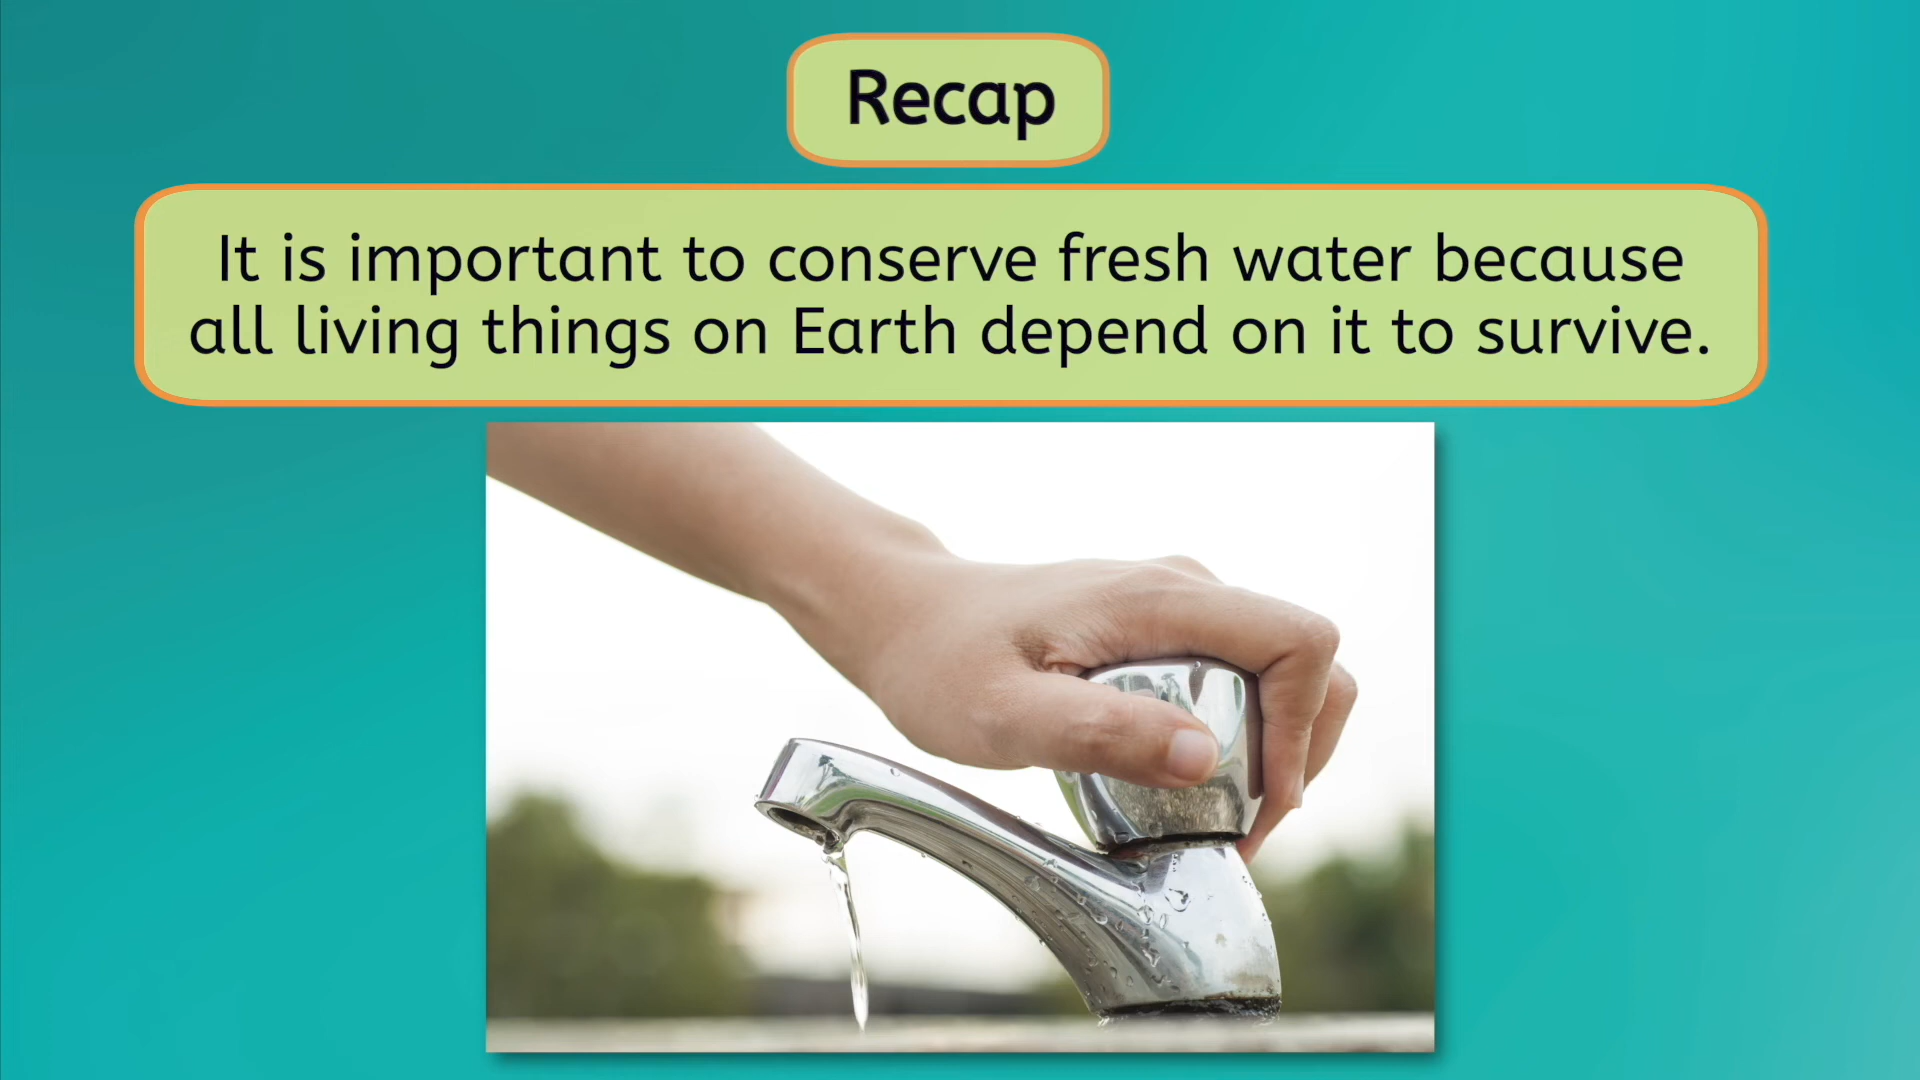 Recap
It is important to conserve fresh water because
all living things on Earth depend on it to survive.